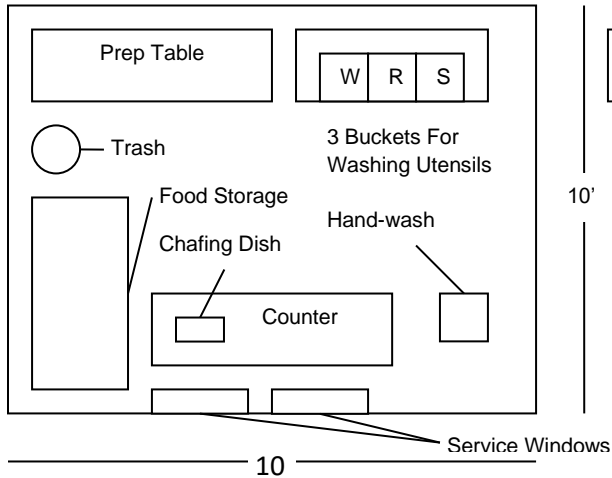 Prep Table
W R S
Trash
3 Buckets For
Washing Utensils
10'
Food Storage
Hand-wash
Chafing Dish
Counter
Service Windows
10